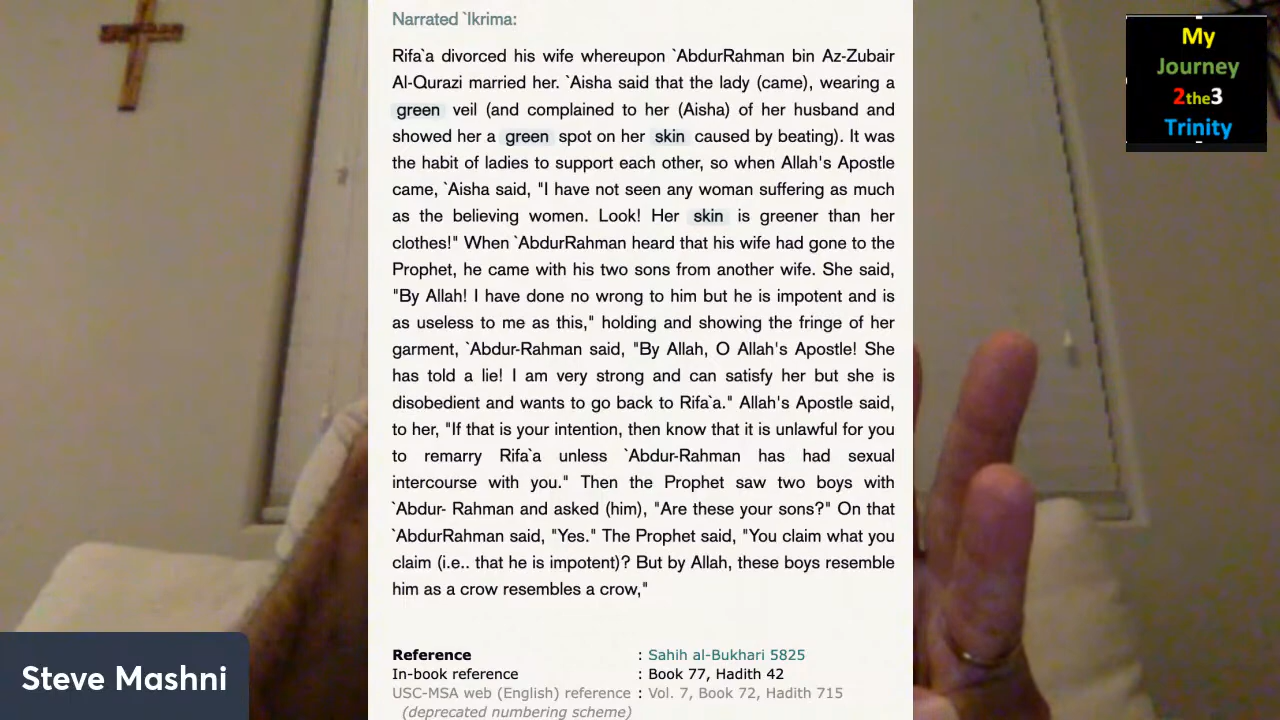 Narrated `Ikrima:
Rifa`a divorced his wife whereupon `AbdurRahman bin Az-Zubair
Al-Qurazi married her. `Aisha said that the lady (came), wearing a
green veil (and complained to her (Aisha) of her husband and
showed her a green spot on her skin caused by beating). It was
the habit of ladies to support each other, so when Allah's Apostle
came, `Aisha said, "I have not seen any woman suffering as much
as the believing women. Look! Her skin is greener than her
clothes!" When `AbdurRahman heard that his wife had gone to the
Prophet, he came with his two sons from another wife. She said,
"By Allah! I have done no wrong to him but he is impotent and is
as useless to me as this," holding and showing the fringe of her
garment, `Abdur-Rahman said, "By Allah, O Allah's Apostle! She
has told a lie! I am very strong and can satisfy her but she is
disobedient and wants to go back to Rifa`a." Allah's Apostle said,
to her, "If that is your intention, then know that it is unlawful for you
to remarry Rifa`a unless `Abdur-Rahman has had sexual
intercourse with you." Then the Prophet saw two boys with
`Abdur- Rahman and asked (him), "Are these your sons?" On that
`AbdurRahman said, "Yes." The Prophet said, "You claim what you
claim (i.e.. that he is impotent)? But by Allah, these boys resemble
him as a crow resembles a crow,"
Reference : Sahih al-Bukhari 5825
In-book reference : Book 77, Hadith 42
USC-MSA web (English) reference : Vol. 7, Book 72, Hadith 715
(deprecated numbering scheme)
My
Journey
2the3
Trinity
Steve Mashni